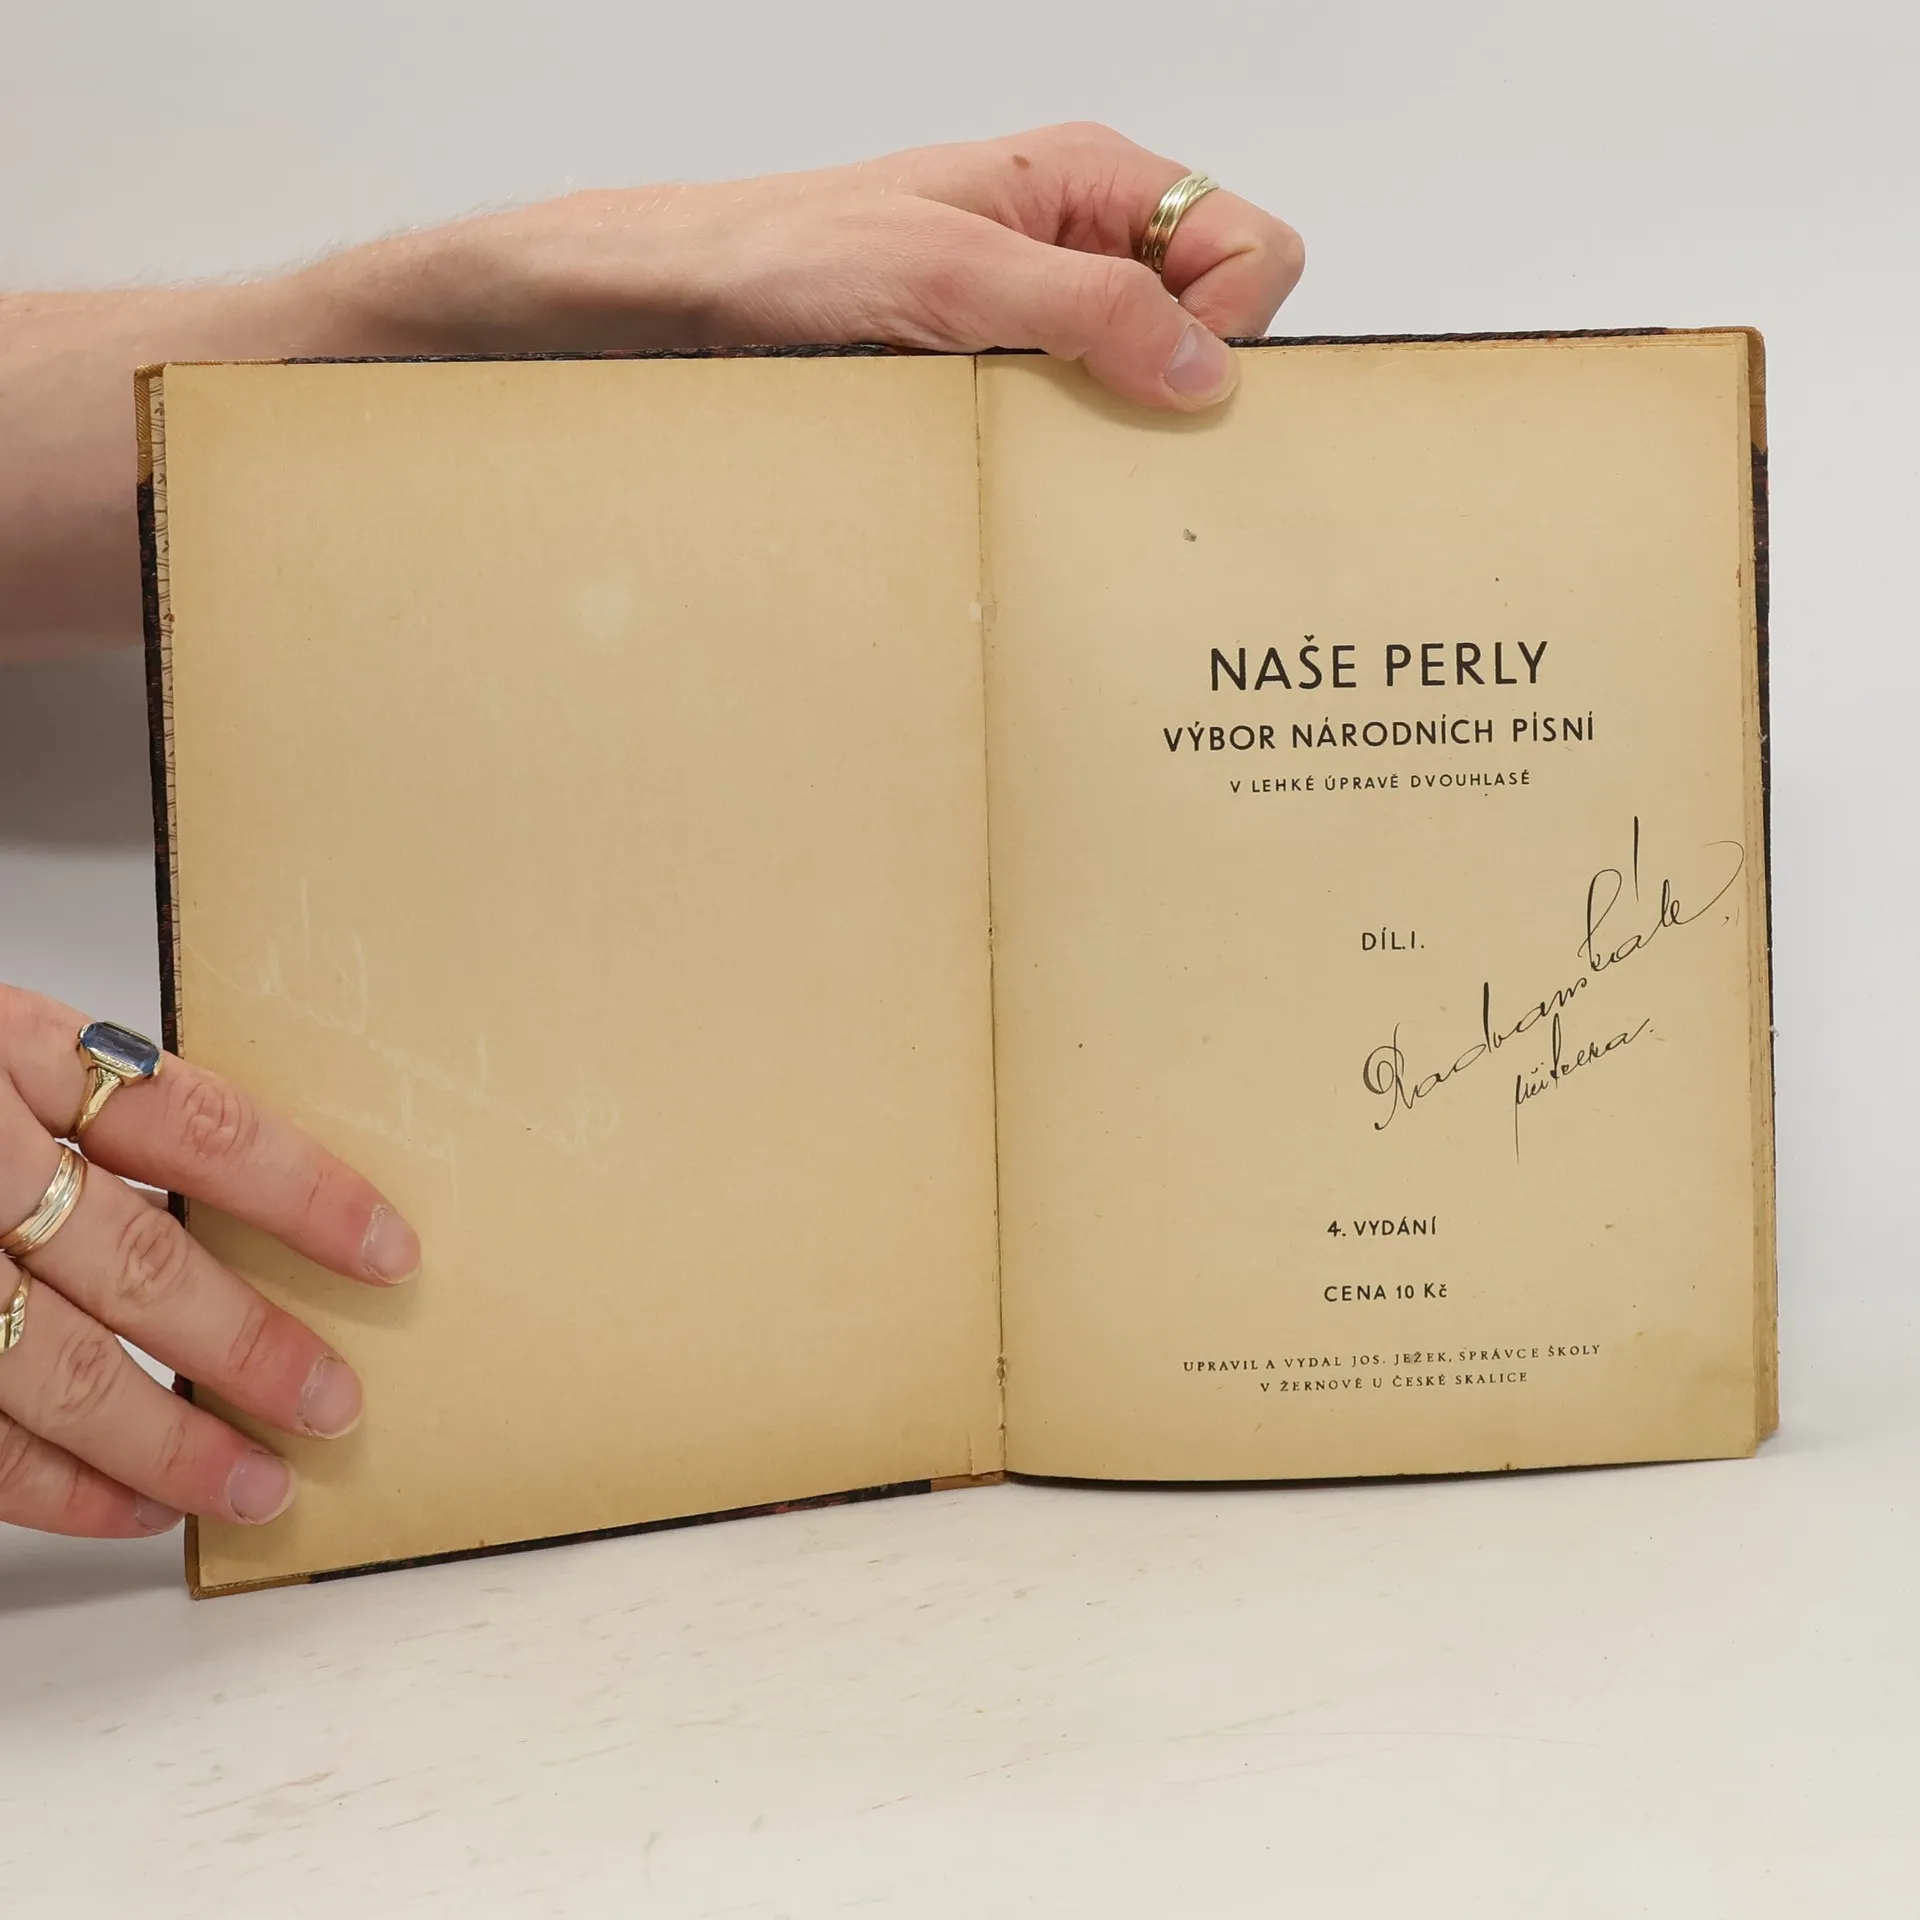 NAŠE PERLY
VÝBOR NÁRODNÍCH PÍSNÍ
V LEHKÉ ÚPRAVĚ DVOUHLASÉ
DÍL I.
4. VYDÁNÍ
CENA 10 Kč
UPRAVIL A VYDAL JOS. JEŽEK, SPRÁVCE ŠKOLY
V ŽERNOVĚ U ČESKÉ SKALICE